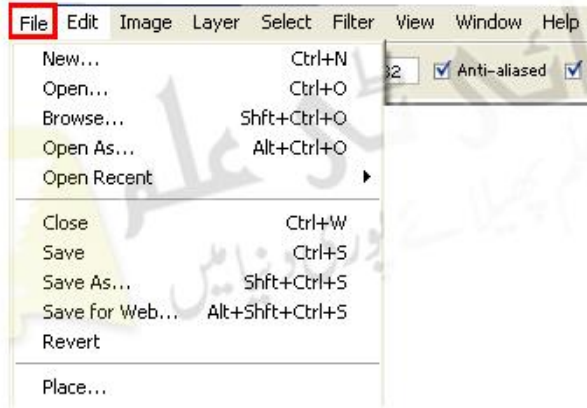 File Edit Image Layer Select Filter View Window Help
32 Anti-aliased
New... Ctrl+N
Open... Ctrl+O
Browse... Shft+Ctrl+O
Open As... Alt+Ctrl+O
Open Recent
Close Ctrl+W
Save Ctrl+S
Save As... Shft+Ctrl+S
Save for Web... Alt+Shft+Ctrl+S
Revert
Place...